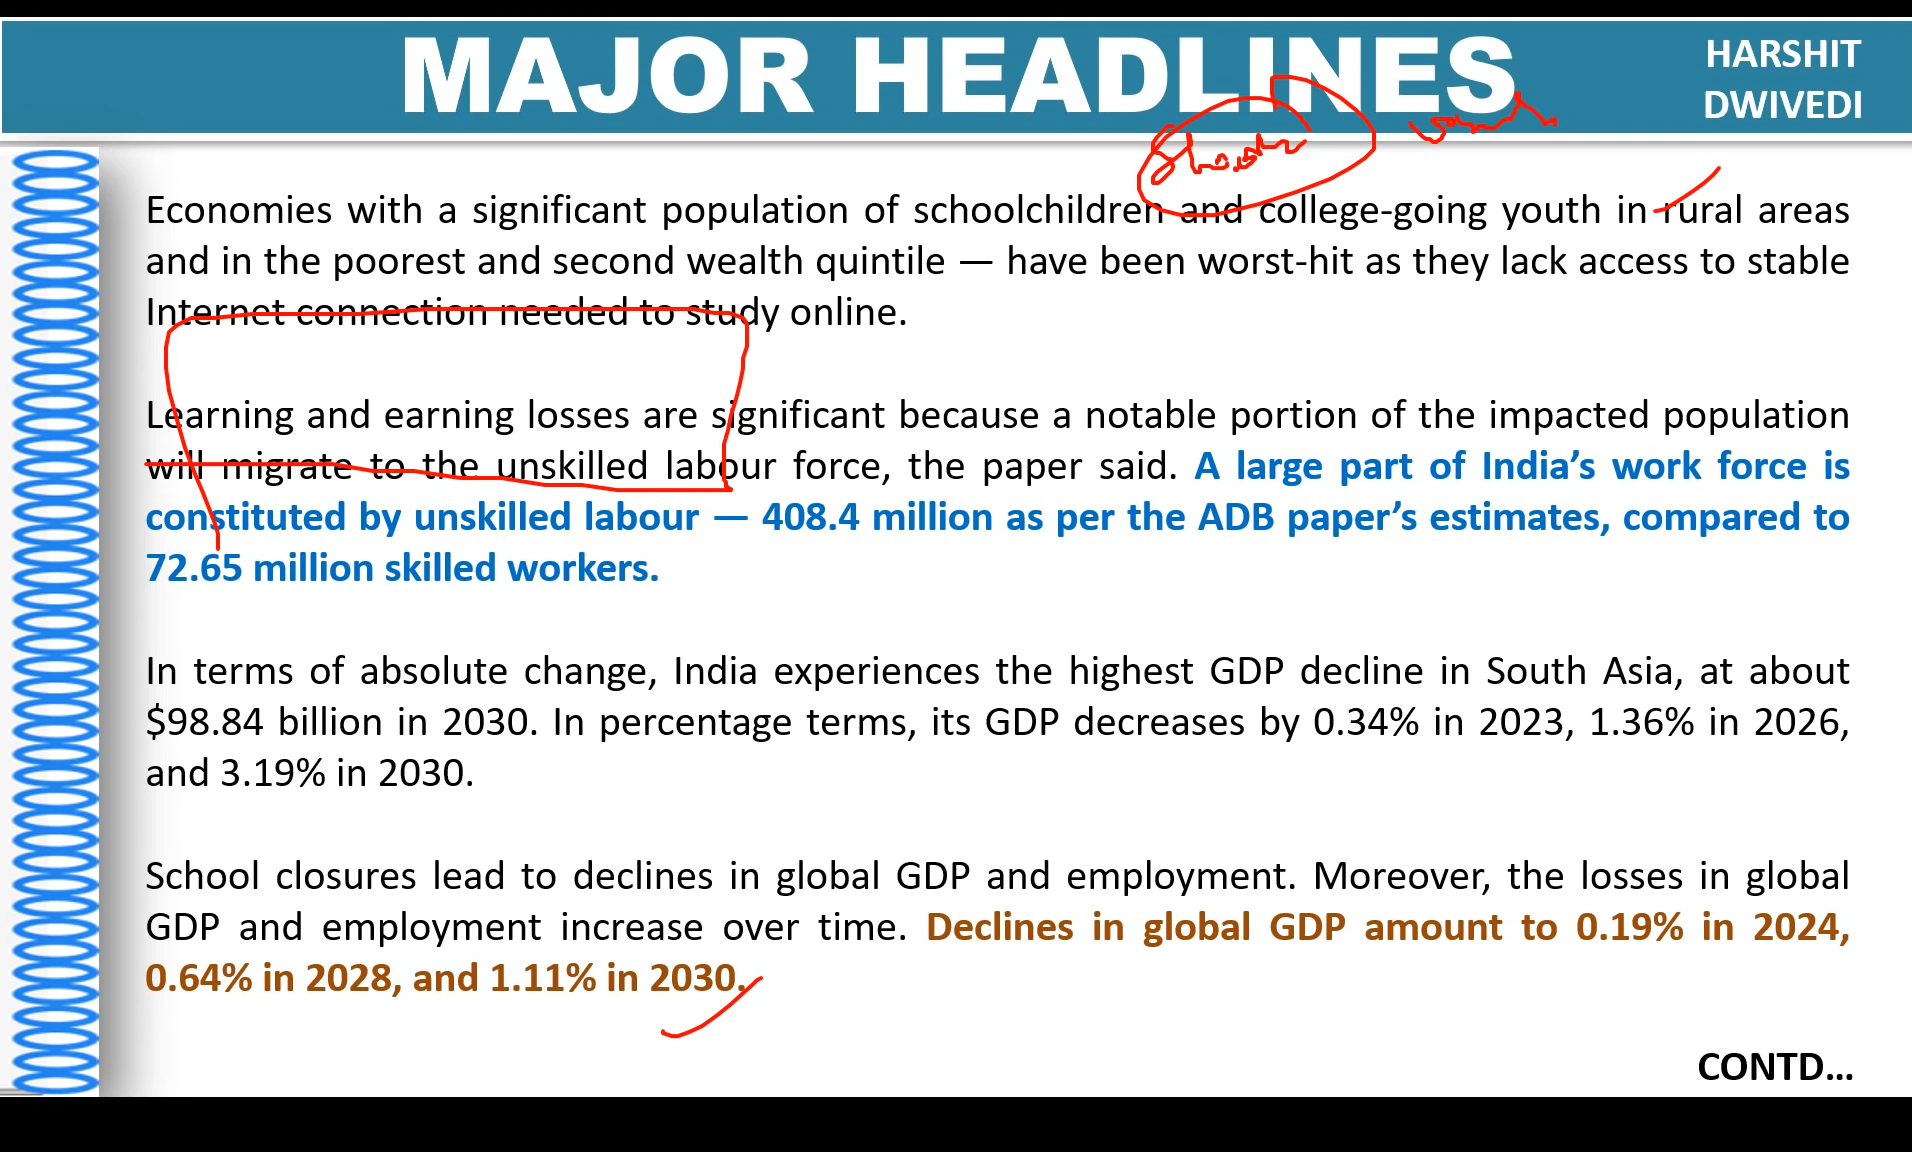 MAJOR HEADLINES
HARSHIT
DWIVEDI
Economies with a significant population of schoolchildren and college-going youth in rural areas
and in the poorest and second wealth quintile — have been worst-hit as they lack access to stable
Internet connection needed to study online.
Learning and earning losses are significant because a notable portion of the impacted population
will migrate to the unskilled labour force, the paper said. A large part of India’s work force is
constituted by unskilled labour — 408.4 million as per the ADB paper’s estimates, compared to
72.65 million skilled workers.
In terms of absolute change, India experiences the highest GDP decline in South Asia, at about
$98.84 billion in 2030. In percentage terms, its GDP decreases by 0.34% in 2023, 1.36% in 2026,
and 3.19% in 2030.
School closures lead to declines in global GDP and employment. Moreover, the losses in global
GDP and employment increase over time. Declines in global GDP amount to 0.19% in 2024,
0.64% in 2028, and 1.11% in 2030.
CONTD...